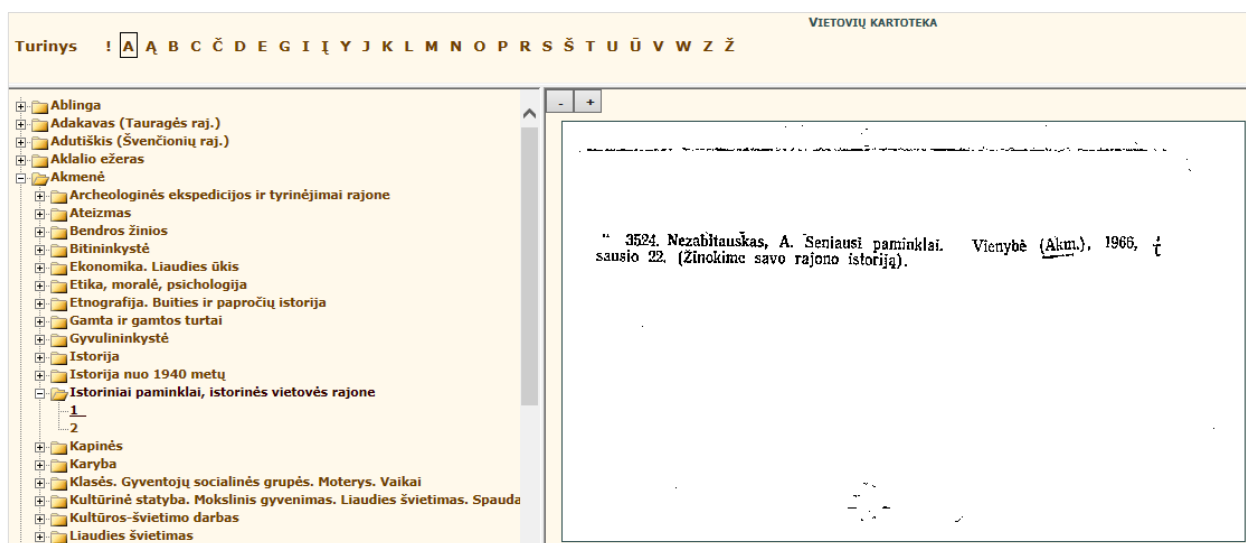 VIETOVIŲ KARTOTEKA
Turinys ! A Ą B C Č D E G I Į Y J K L M N O P R S Š T U Ū V W Z Ž
Ablinga
Adakavas (Tauragės raj.)
Adutiškis (Švenčionių raj.)
Aklalio ežeras
Akmenė
Archeologinės ekspedicijos ir tyrinėjimai rajone
Ateizmas
Bendros žinios
Bitininkystė
Ekonomika. Liaudies ūkis
Etika, moralė, psichologija
Etnografija. Buities ir papročių istorija
Gamta ir gamtos turtai
Gyvulininkystė
Istorija
Istorija nuo 1940 metų
Istoriniai paminklai, istorinės vietovės rajone
1
2
Kapinės
Karyba
Klasės. Gyventojų socialinės grupės. Moterys. Vaikai
Kultūrinė statyba. Mokslinis gyvenimas. Liaudies švietimas. Spauda
Kultūros-švietimo darbas
Liaudies švietimas
- +
3524. Nezabitauskas, A. Seniausi paminklai. Vienybė (Akm.), 1966,
sausio 22. (Žinokime savo rajono istoriją).